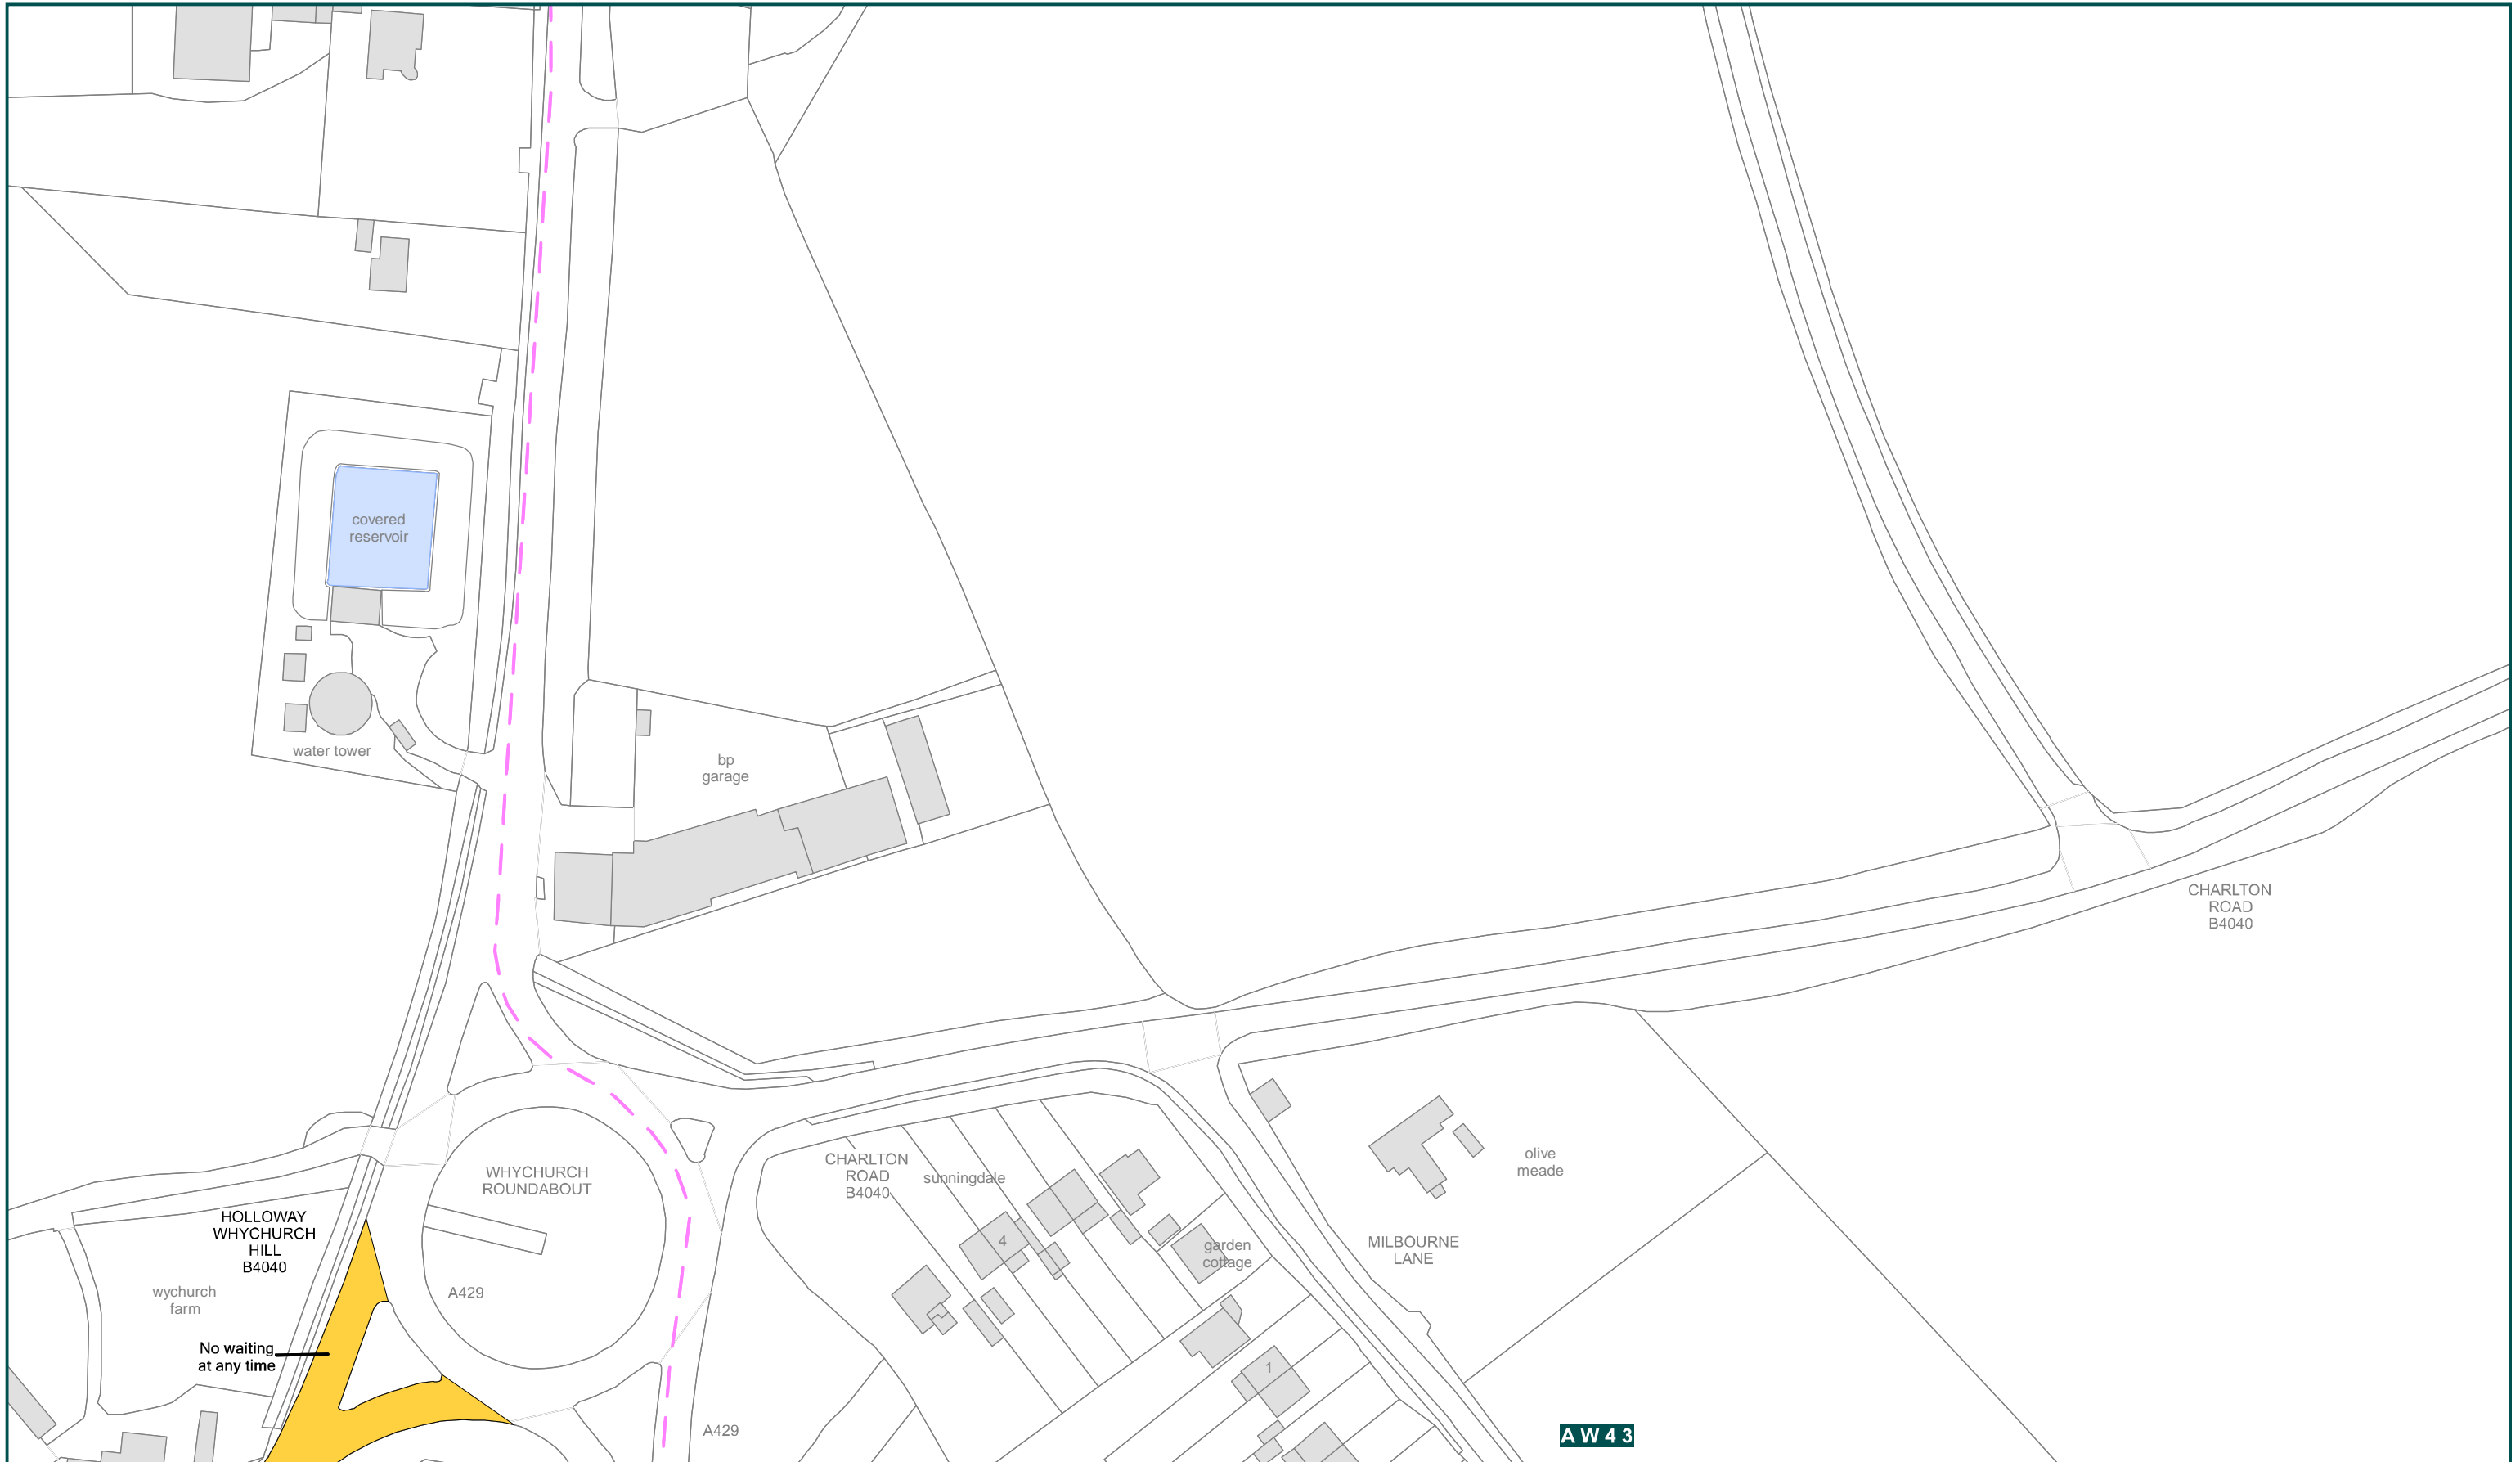 covered
reservoir
water tower
bp
garage
CHARLTON
ROAD
B4040
WHYCHURCH
ROUNDABOUT
CHARLTON
ROAD
B4040
sunningdale
olive
meade
4
garden
cottage
MILBOURNE
LANE
HOLLOWAY
WHYCHURCH
HILL
B4040
wychurch
farm
A429
No waiting
at any time
1
A429
AW43